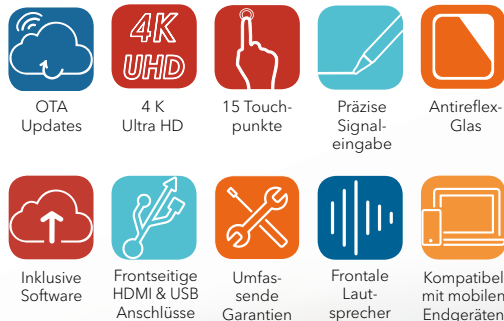 4K
UHD
OTA
Updates
4 K
Ultra HD
15 Touch-
punkte
Präzise
Signal-
eingabe
Antireflex-
Glas
Inklusive
Software
Frontseitige
HDMI & USB
Anschlüsse
Umfas-
sende
Garantien
Frontale
Laut-
sprecher
Kompatibel
mit mobilen
Endgeräten